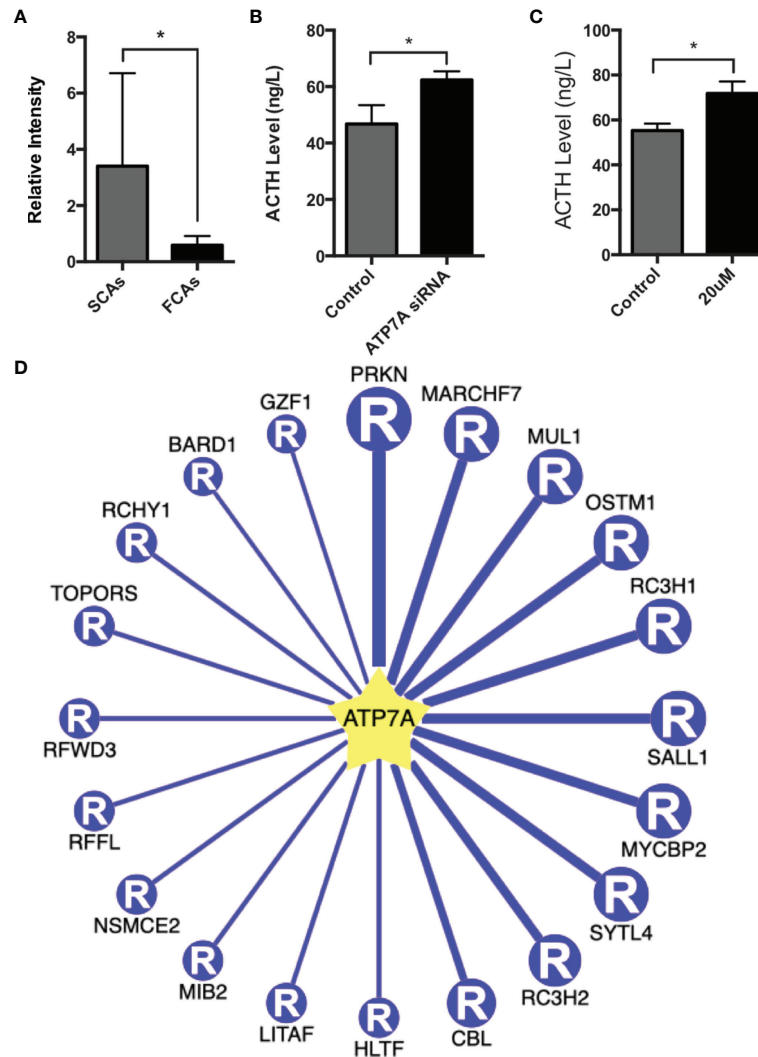 A
B
C
*
*
*
Relative Intensity
8
6
4
2
0
SCAs
FCAs
ACTH Level (ng/L)
80
60
40
20
0
Control
ATP7A siRNA
ACTH Level (ng/L)
100
80
60
40
20
0
Control
20uM
D
PRKN
R
MARCHF7
R
MUL1
R
OSTM1
R
RC3H1
R
SALL1
R
MYCBP2
R
SYTL4
R
RC3H2
R
CBL
R
HLTF
R
LITAF
R
MIB2
R
NSMCE2
R
RFFL
R
RFWD3
R
TOPORS
R
RCHY1
R
BARD1
R
GZF1
R
ATP7A